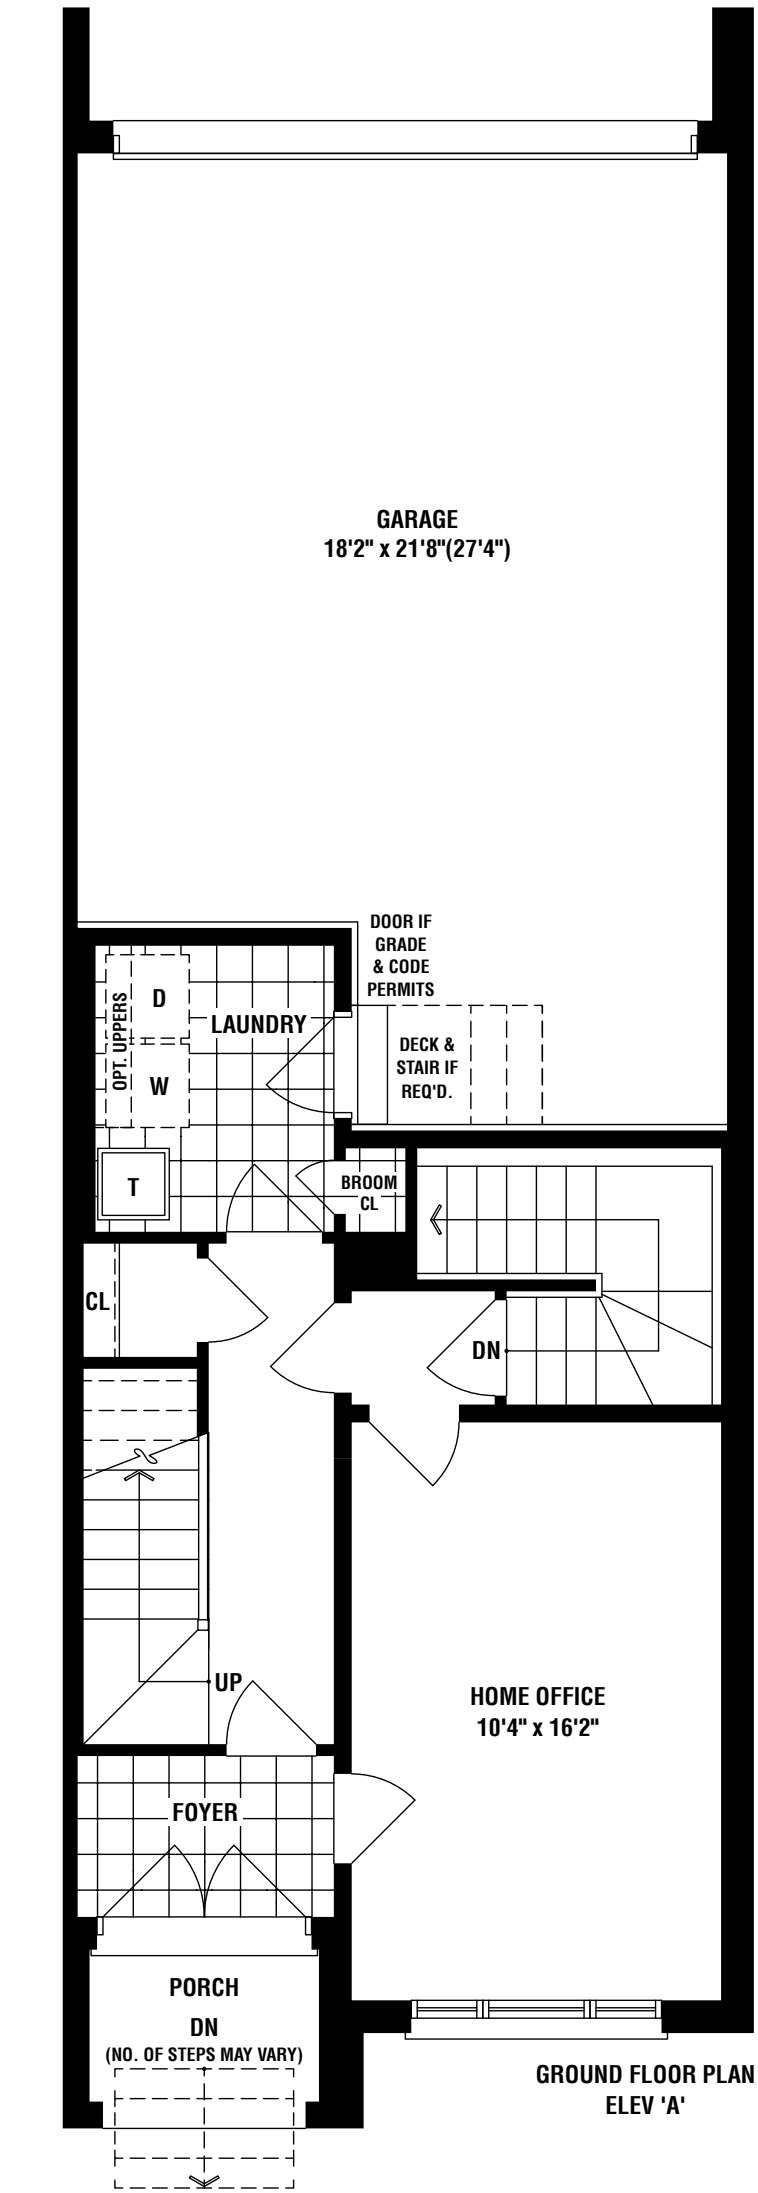 GARAGE
18'2" x 21'8"(27'4")
DOOR IF
GRADE
& CODE
PERMITS
D
LAUNDRY
OPT. UPPERS
W
DECK &
STAIR IF
REQ'D.
T
BROOM
CL
CL
DN
UP
HOME OFFICE
10'4" x 16'2"
FOYER
PORCH
DN
(NO. OF STEPS MAY VARY)
GROUND FLOOR PLAN
ELEV 'A'